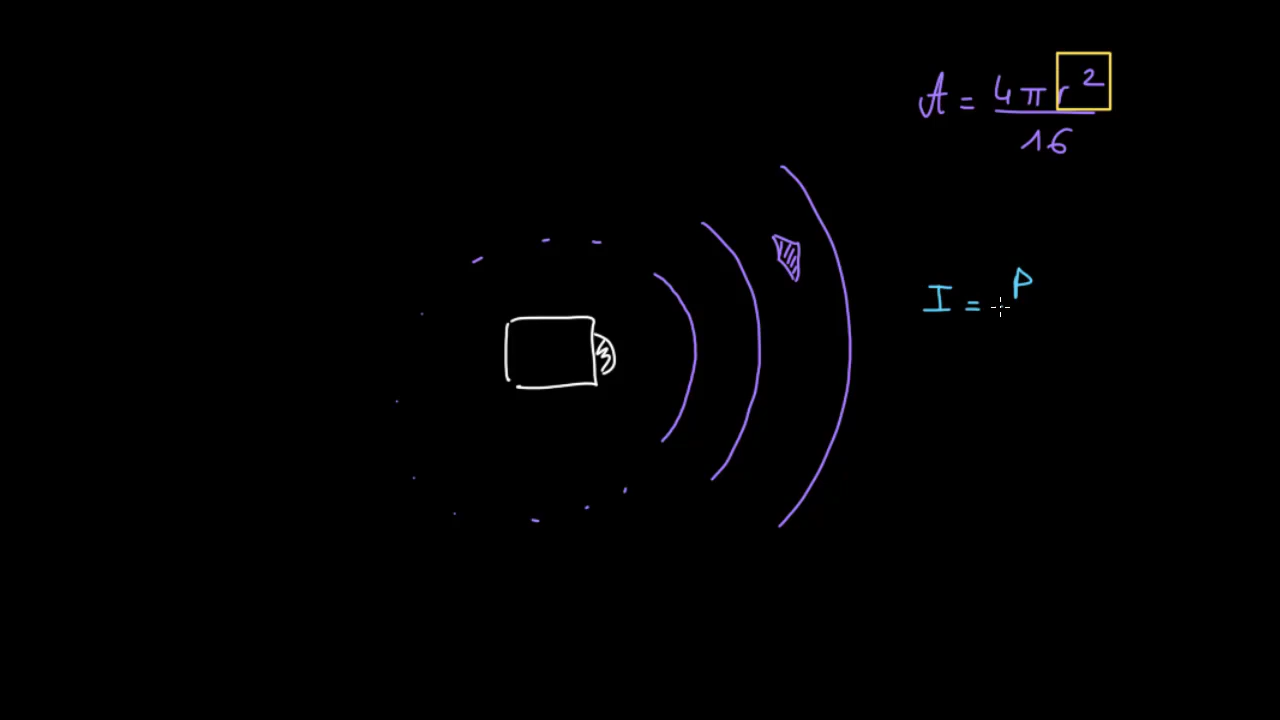 A = 4πr²/16
I = P